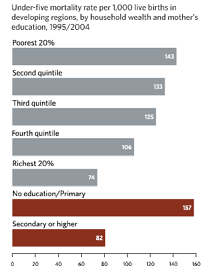 Under-five mortality rate per 1,000 live births in
developing regions, by household wealth and mother's
education, 1995/2004
Poorest 20%
143
Second quintile
133
Third quintile
125
Fourth quintile
106
Richest 20%
74
No education/Primary
157
Secondary or higher
82
0 20 40 60 80 100 120 140 160